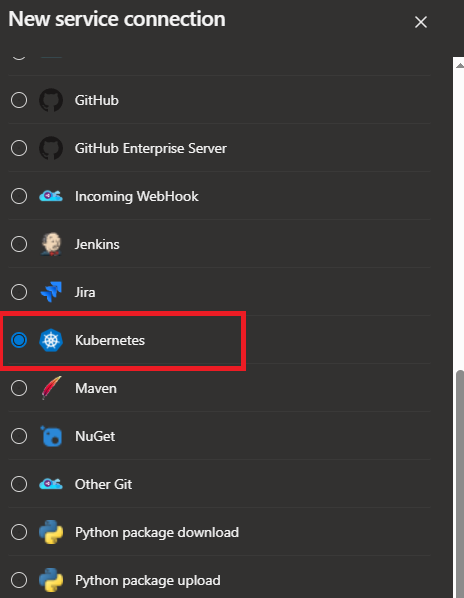 New service connection
GitHub
GitHub Enterprise Server
Incoming WebHook
Jenkins
Jira
Kubernetes
Maven
NuGet
Other Git
Python package download
Python package upload